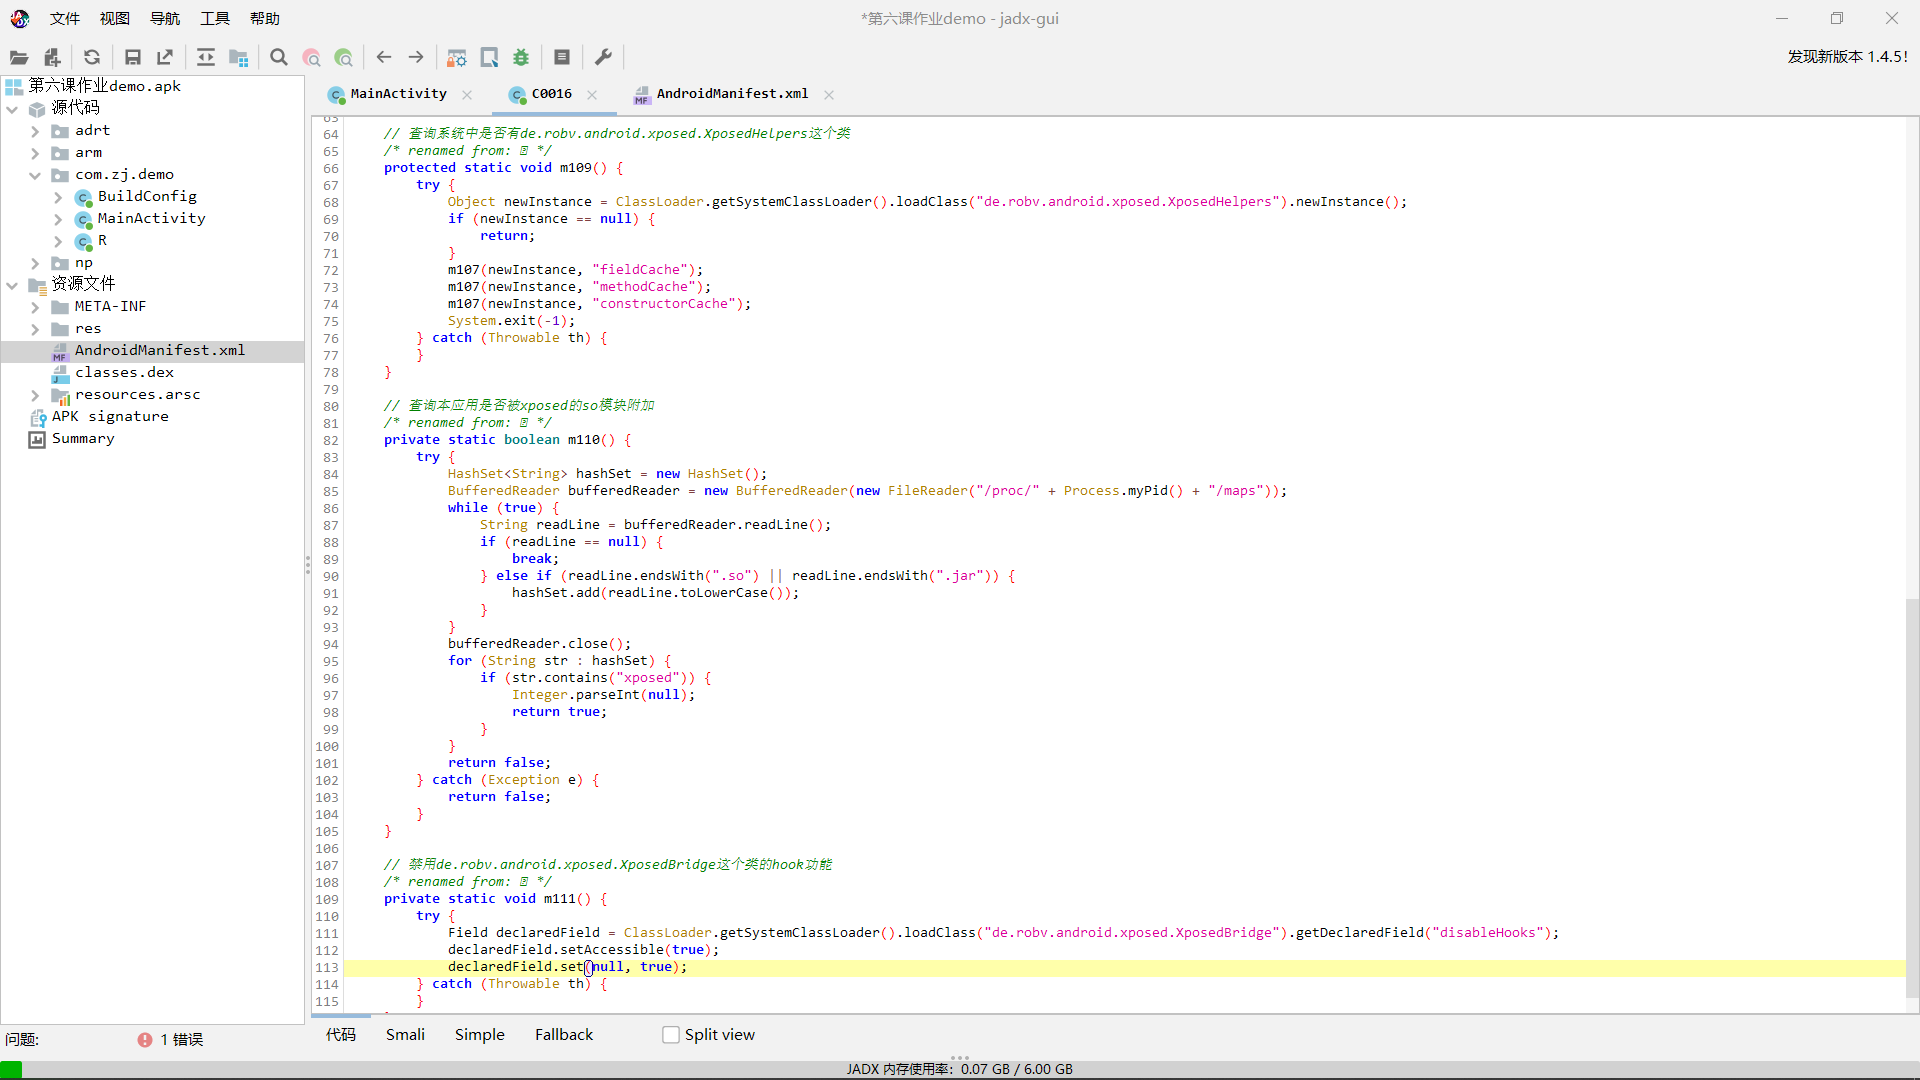 文件 视图 导航 工具 帮助
*第六课作业demo - jadx-gui
发现新版本 1.4.5!
第六课作业demo.apk
源代码
adrt
arm
com.zj.demo
BuildConfig
MainActivity
R
np
资源文件
META-INF
res
AndroidManifest.xml
classes.dex
resources.arsc
APK signature
Summary
MainActivity C0016 AndroidManifest.xml
63
64 // 查询系统中是否有de.robv.android.xposed.XposedHelpers这个类
65 /* renamed from: */
66 protected static void m109() {
67 try {
68 Object newInstance = ClassLoader.getSystemClassLoader().loadClass("de.robv.android.xposed.XposedHelpers").newInstance();
69 if (newInstance == null) {
70 return;
71 }
72 m107(newInstance, "fieldCache");
73 m107(newInstance, "methodCache");
74 m107(newInstance, "constructorCache");
75 System.exit(-1);
76 } catch (Throwable th) {
77 }
78 }
79
80 // 查询本应用是否被xposed的so模块附加
81 /* renamed from: */
82 private static boolean m110() {
83 try {
84 HashSet<String> hashSet = new HashSet();
85 BufferedReader bufferedReader = new BufferedReader(new FileReader("/proc/" + Process.myPid() + "/maps"));
86 while (true) {
87 String readLine = bufferedReader.readLine();
88 if (readLine == null) {
89 break;
90 } else if (readLine.endsWith(".so") || readLine.endsWith(".jar")) {
91 hashSet.add(readLine.toLowerCase());
92 }
93 }
94 bufferedReader.close();
95 for (String str : hashSet) {
96 if (str.contains("xposed")) {
97 Integer.parseInt(null);
98 return true;
99 }
100 }
101 return false;
102 } catch (Exception e) {
103 return false;
104 }
105 }
106
107 // 禁用de.robv.android.xposed.XposedBridge这个类的hook功能
108 /* renamed from: */
109 private static void m111() {
110 try {
111 Field declaredField = ClassLoader.getSystemClassLoader().loadClass("de.robv.android.xposed.XposedBridge").getDeclaredField("disableHooks");
112 declaredField.setAccessible(true);
113 declaredField.set(null, true);
114 } catch (Throwable th) {
115 }
问题: 1 错误
代码 Smali Simple Fallback Split view
JADX 内存使用率: 0.07 GB / 6.00 GB